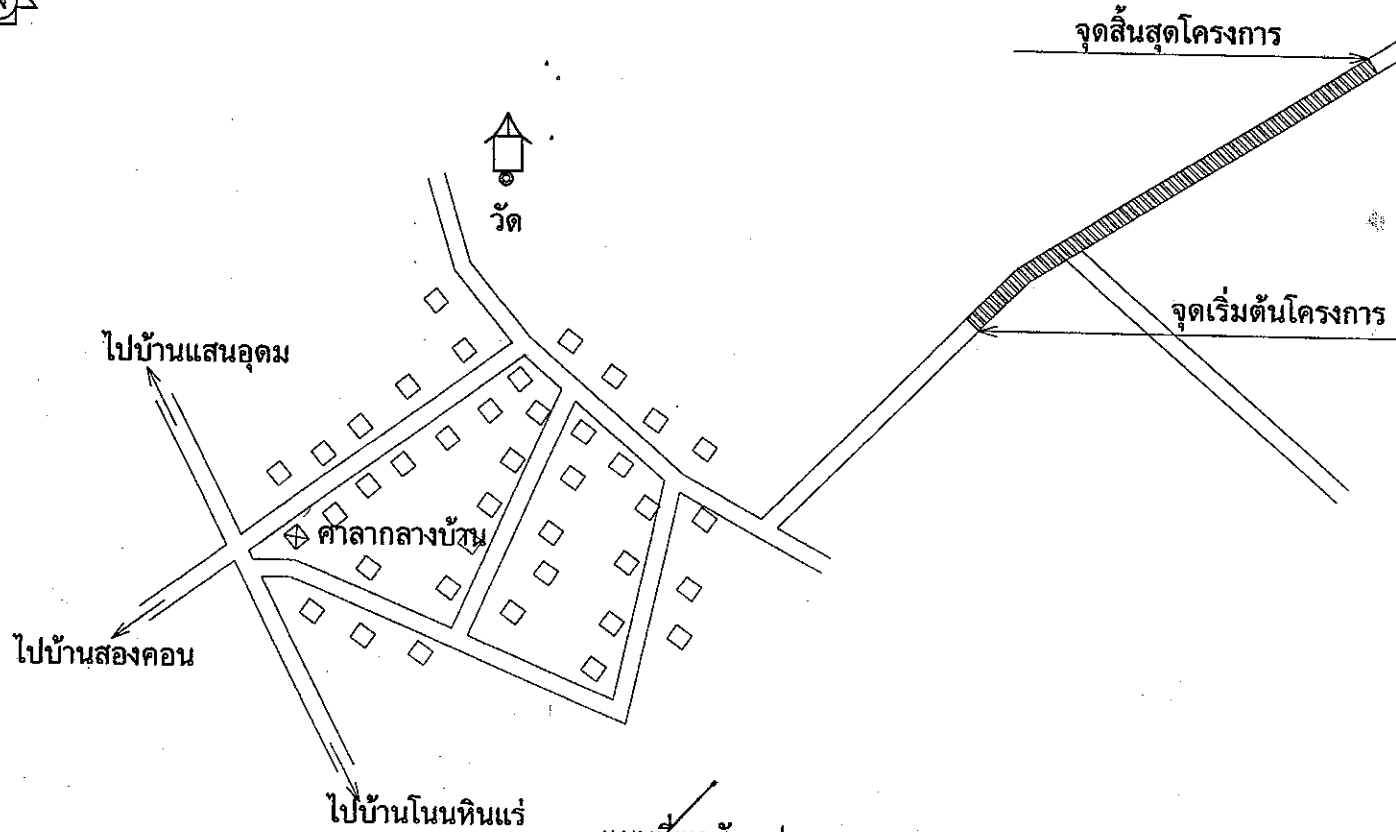 จุดสิ้นสุดโครงการ
วัด
จุดเริ่มต้นโครงการ
ไปบ้านแสนอุดม
ศาลากลางบ้าน
ไปบ้านสองคอน
ไปบ้านโนนหินแร่